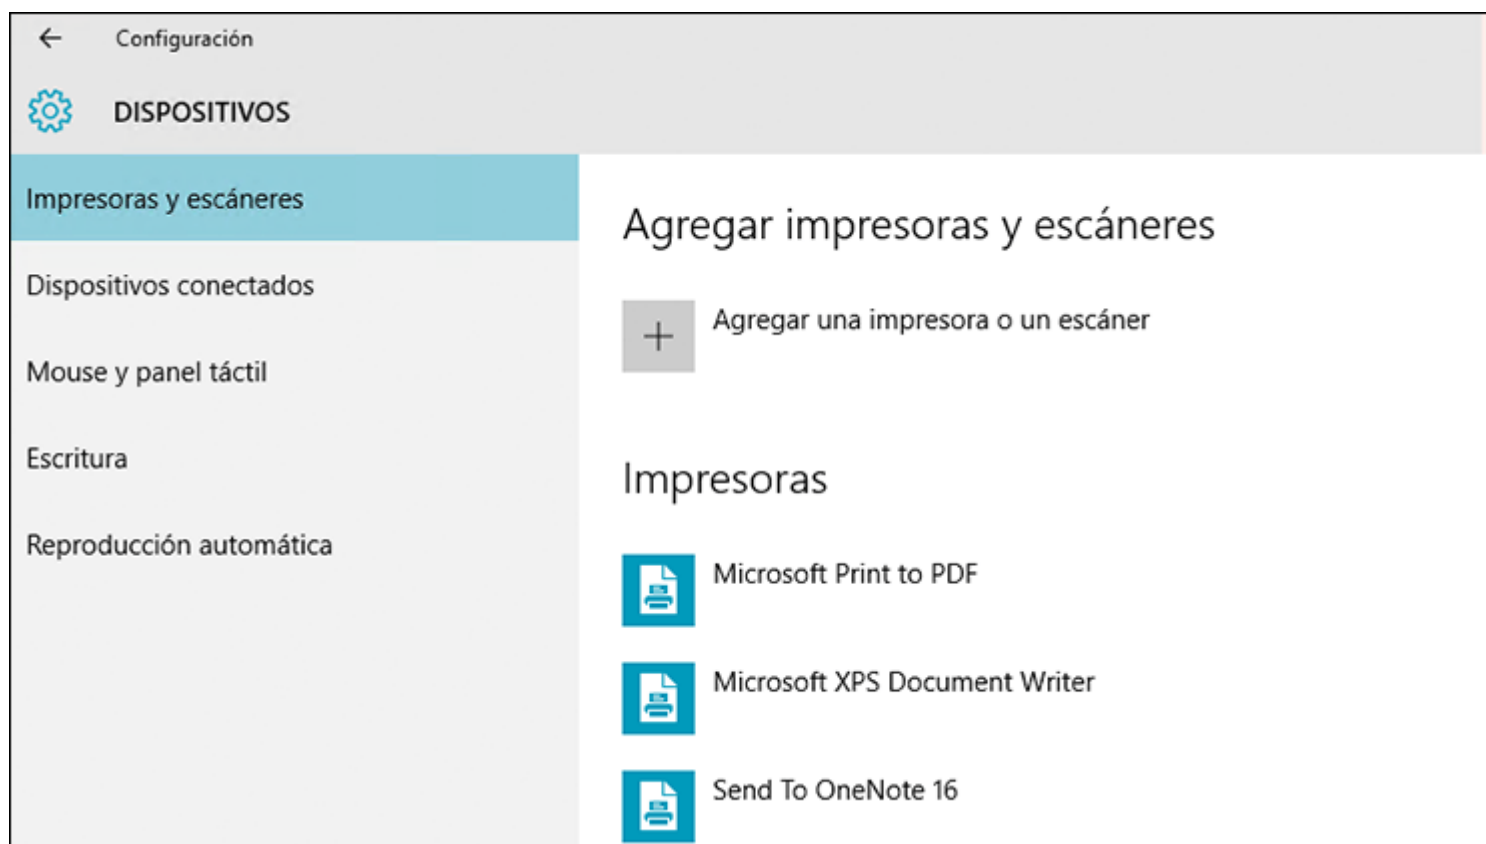 Configuración
DISPOSITIVOS
Impresoras y escáneres
Dispositivos conectados
Mouse y panel táctil
Escritura
Reproducción automática
Agregar impresoras y escáneres
Agregar una impresora o un escáner
Impresoras
Microsoft Print to PDF
Microsoft XPS Document Writer
Send To OneNote 16